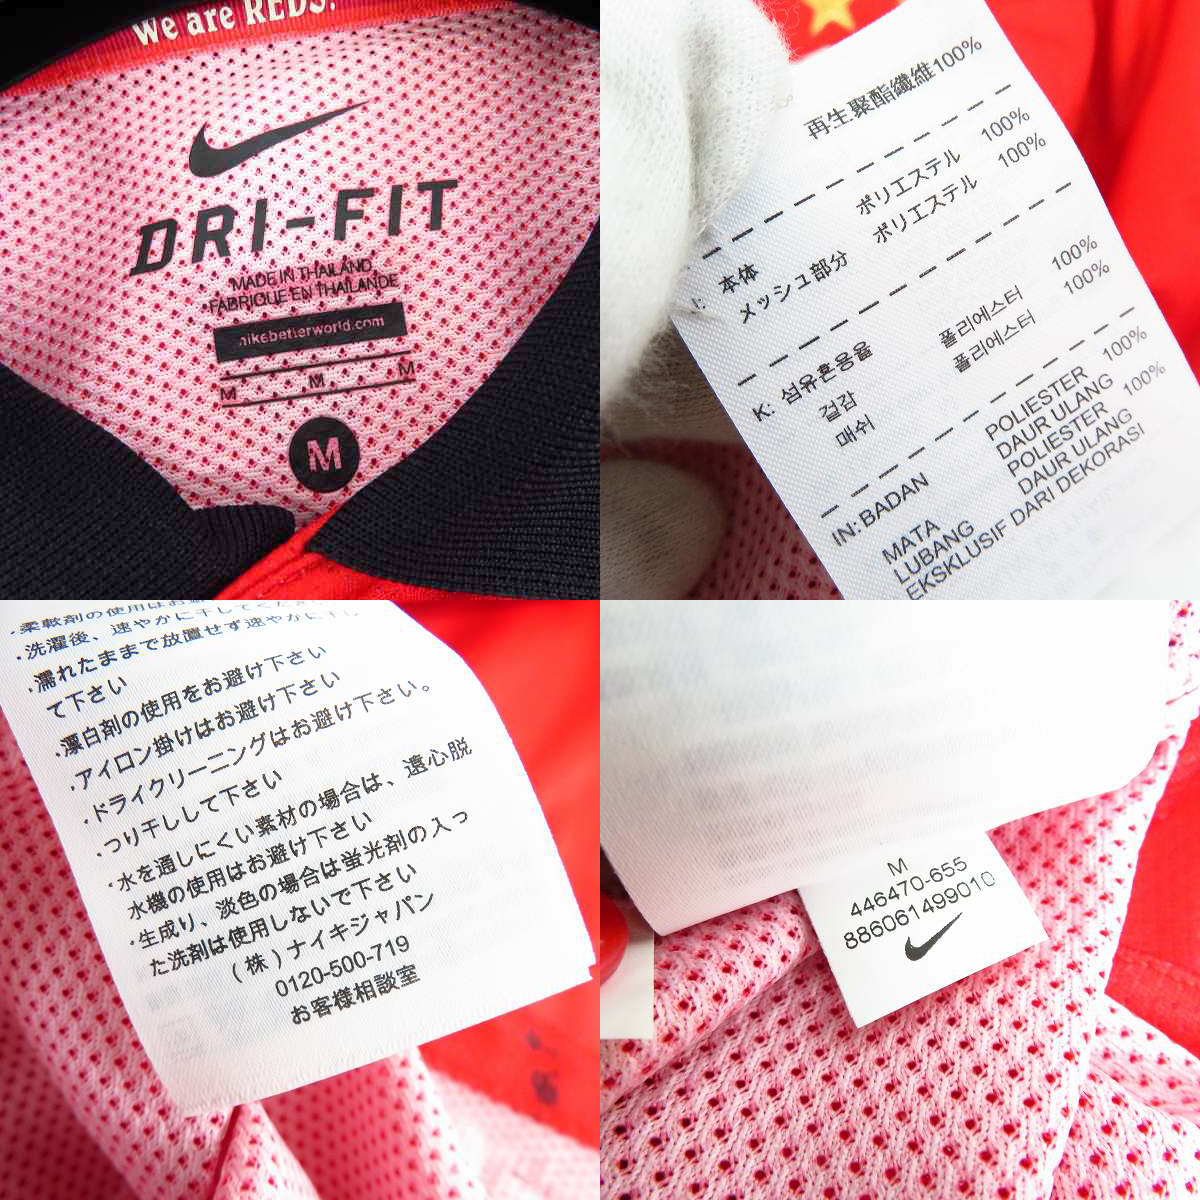 We are REDS.
DRI-FIT
MADE IN THAILAND
FABRIQUE EN THAILANDE
nikebetterworld.com
M M M
M
再生聚酯纖維100%
本体 ポリエステル 100%
メッシュ部分 ポリエステル 100%
K: 섬유혼용율
겉감 폴리에스터 100%
매쉬 폴리에스터 100%
IN: BADAN POLIESTER 100%
DAUR ULANG
MATA POLIESTER 100%
LUBANG DAUR ULANG
EKSKLUSIF DARI DEKORASI
・洗濯後、速やかに干してください
・濡れたままで放置せず速やかに干し
て下さい
・漂白剤の使用をお避け下さい
・アイロン掛けはお避け下さい
・ドライクリーニングはお避け下さい。
・つり干しして下さい
・水を通しにくい素材の場合は、遠心脱
水機の使用はお避け下さい
・生成り、淡色の場合は蛍光剤の入っ
た洗剤は使用しないで下さい
(株)ナイキジャパン
0120-500-719
お客様相談室
M
446470-655
886061499010